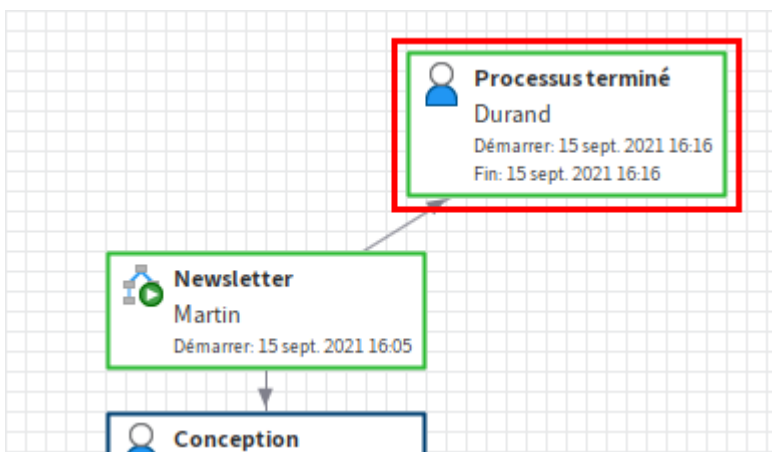 Processus terminé
Durand
Démarrer: 15 sept. 2021 16:16
Fin: 15 sept. 2021 16:16
Newsletter
Martin
Démarrer: 15 sept. 2021 16:05
Conception